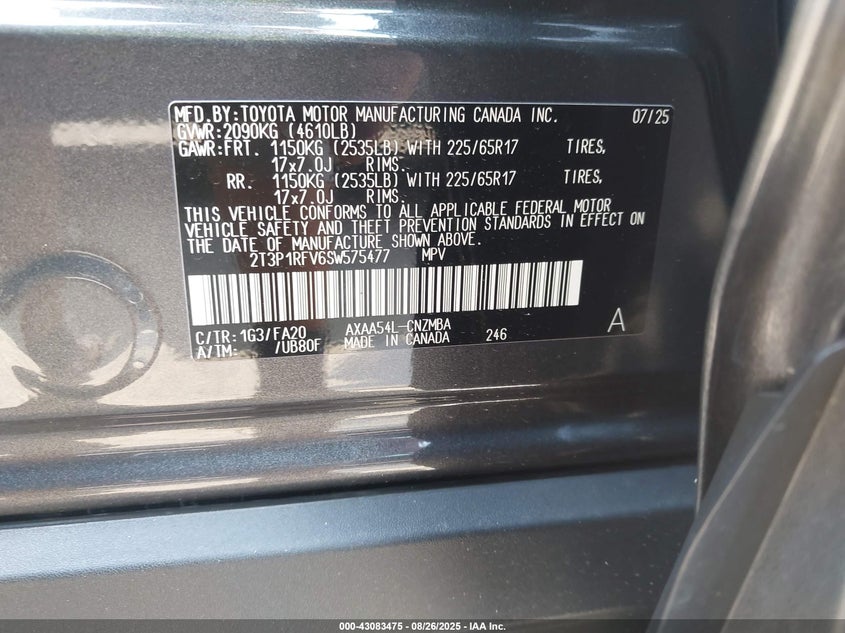 MFD.BY:TOYOTA MOTOR MANUFACTURING CANADA INC. 07/25
GVWR:2090KG (4610LB)
GAWR:FRT. 1150KG (2535LB) WITH 225/65R17 TIRES,
17x7.0J RIMS.
RR. 1150KG (2535LB) WITH 225/65R17 TIRES,
17x7.0J RIMS.
THIS VEHICLE CONFORMS TO ALL APPLICABLE FEDERAL MOTOR
VEHICLE SAFETY AND THEFT PREVENTION STANDARDS IN EFFECT ON
THE DATE OF MANUFACTURE SHOWN ABOVE.
2T3P1RFV6SW575477 MPV
C/TR:1G3/FA20 AXAA54L-CNZMBA
A/TM: /UB80F MADE IN CANADA 246 A
000-43083475 - 08/26/2025 - IAA Inc.